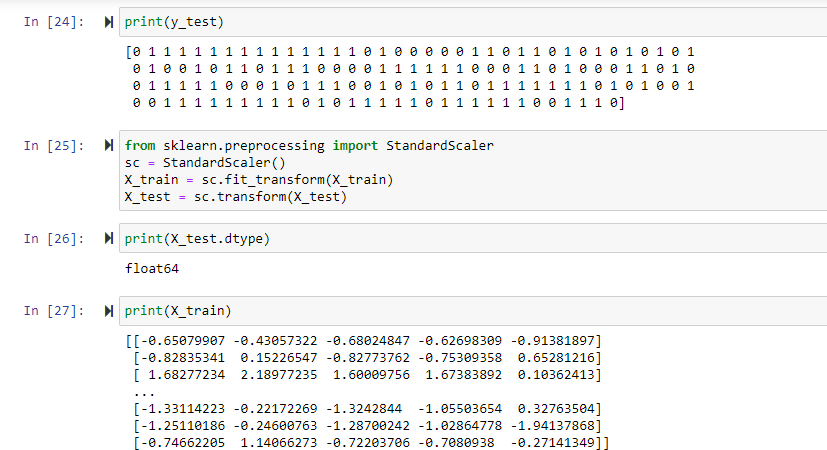 In [24]: print(y_test)
[0 1 1 1 1 1 1 1 1 1 1 1 1 1 1 0 1 0 0 0 0 0 1 1 0 1 1 0 1 0 1 0 1 0 1 0 1
0 1 0 0 1 0 1 1 0 1 1 1 0 0 0 0 1 1 1 1 1 1 0 0 0 1 1 0 1 0 0 0 1 1 0 1 0
0 1 1 1 1 1 0 0 0 1 0 1 1 1 0 0 1 0 1 0 1 1 0 1 1 1 1 1 1 1 0 1 0 1 0 0 1
0 0 1 1 1 1 1 1 1 1 1 0 1 0 1 1 1 1 1 0 1 1 1 1 1 1 0 0 1 1 1 0]
In [25]: from sklearn.preprocessing import StandardScaler
sc = StandardScaler()
X_train = sc.fit_transform(X_train)
X_test = sc.transform(X_test)
In [26]: print(X_test.dtype)
float64
In [27]: print(X_train)
[[-0.65079907 -0.43057322 -0.68024847 -0.62698309 -0.91381897]
[-0.82835341 0.15226547 -0.82773762 -0.75309358 0.65281216]
[ 1.68277234 2.18977235 1.60009756 1.67383892 0.10362413]
...
[-1.33114223 -0.22172269 -1.3242844 -1.05503654 0.32763504]
[-1.25110186 -0.24600763 -1.28700242 -1.02864778 -1.94137868]
[-0.74662205 1.14066273 -0.72203706 -0.7080938 -0.27141349]]